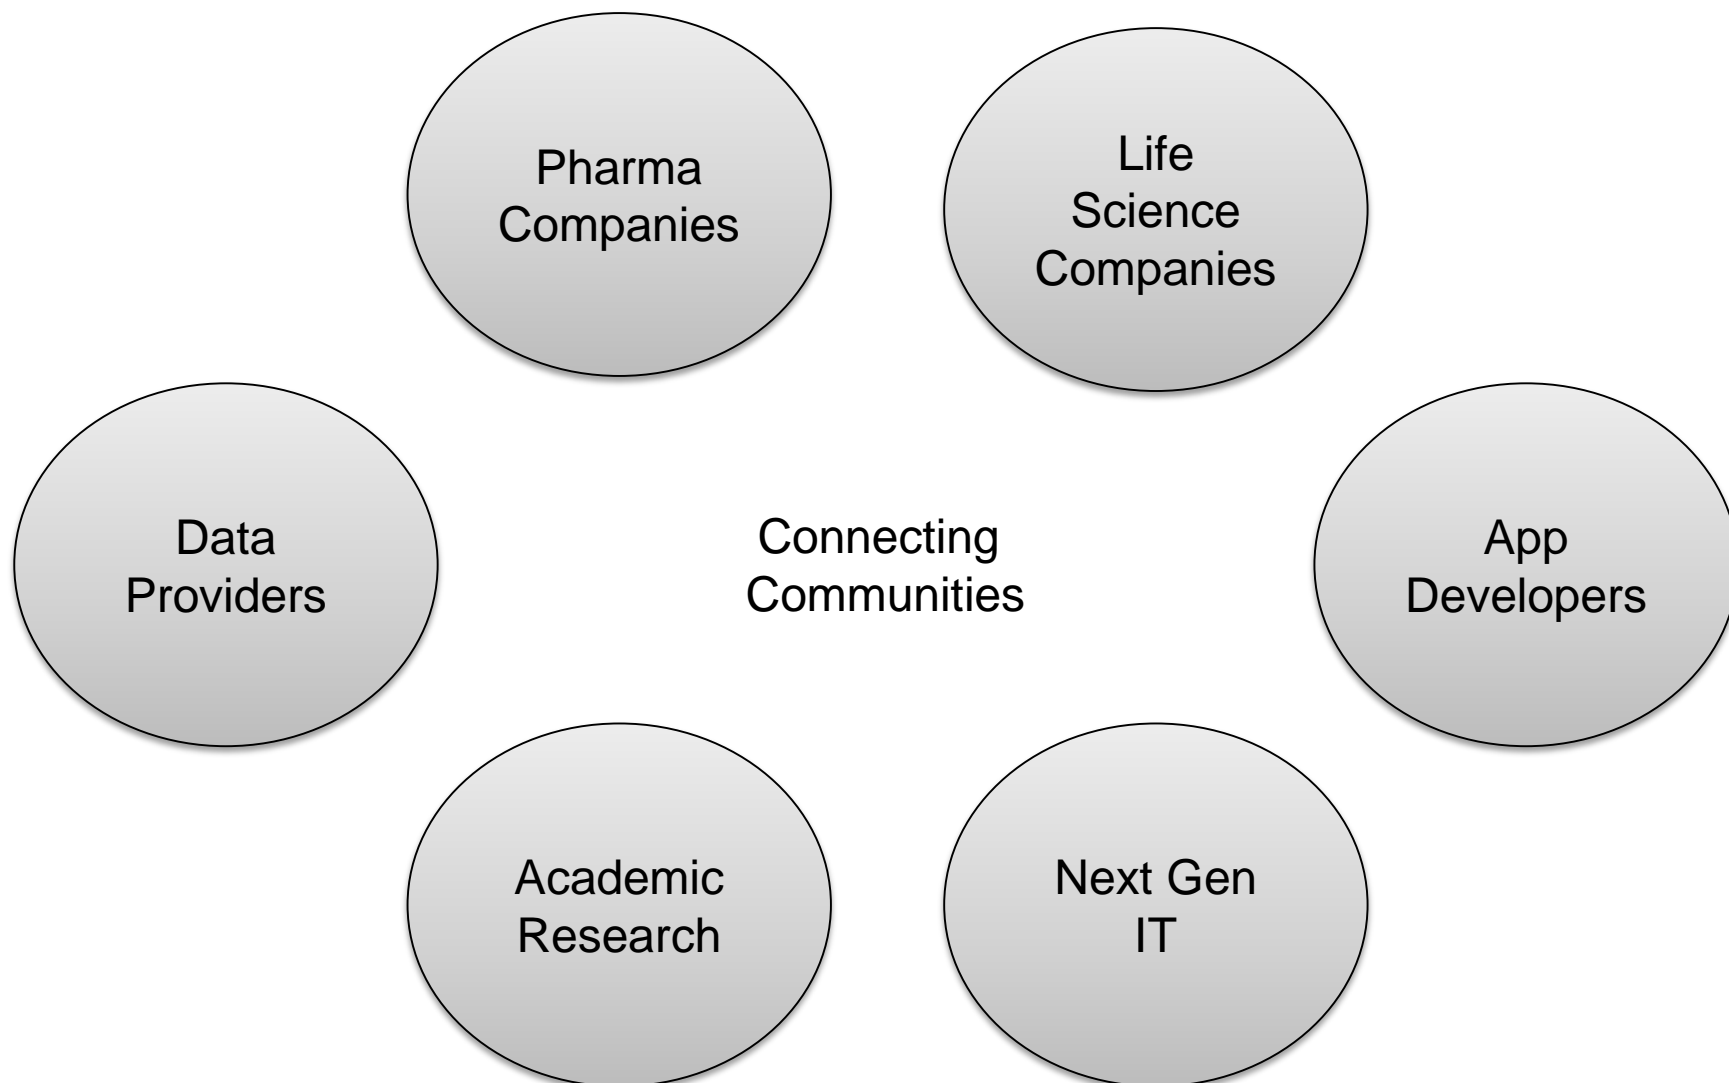 Pharma
Companies
Life
Science
Companies
Data
Providers
Connecting
Communities
App
Developers
Academic
Research
Next Gen
IT